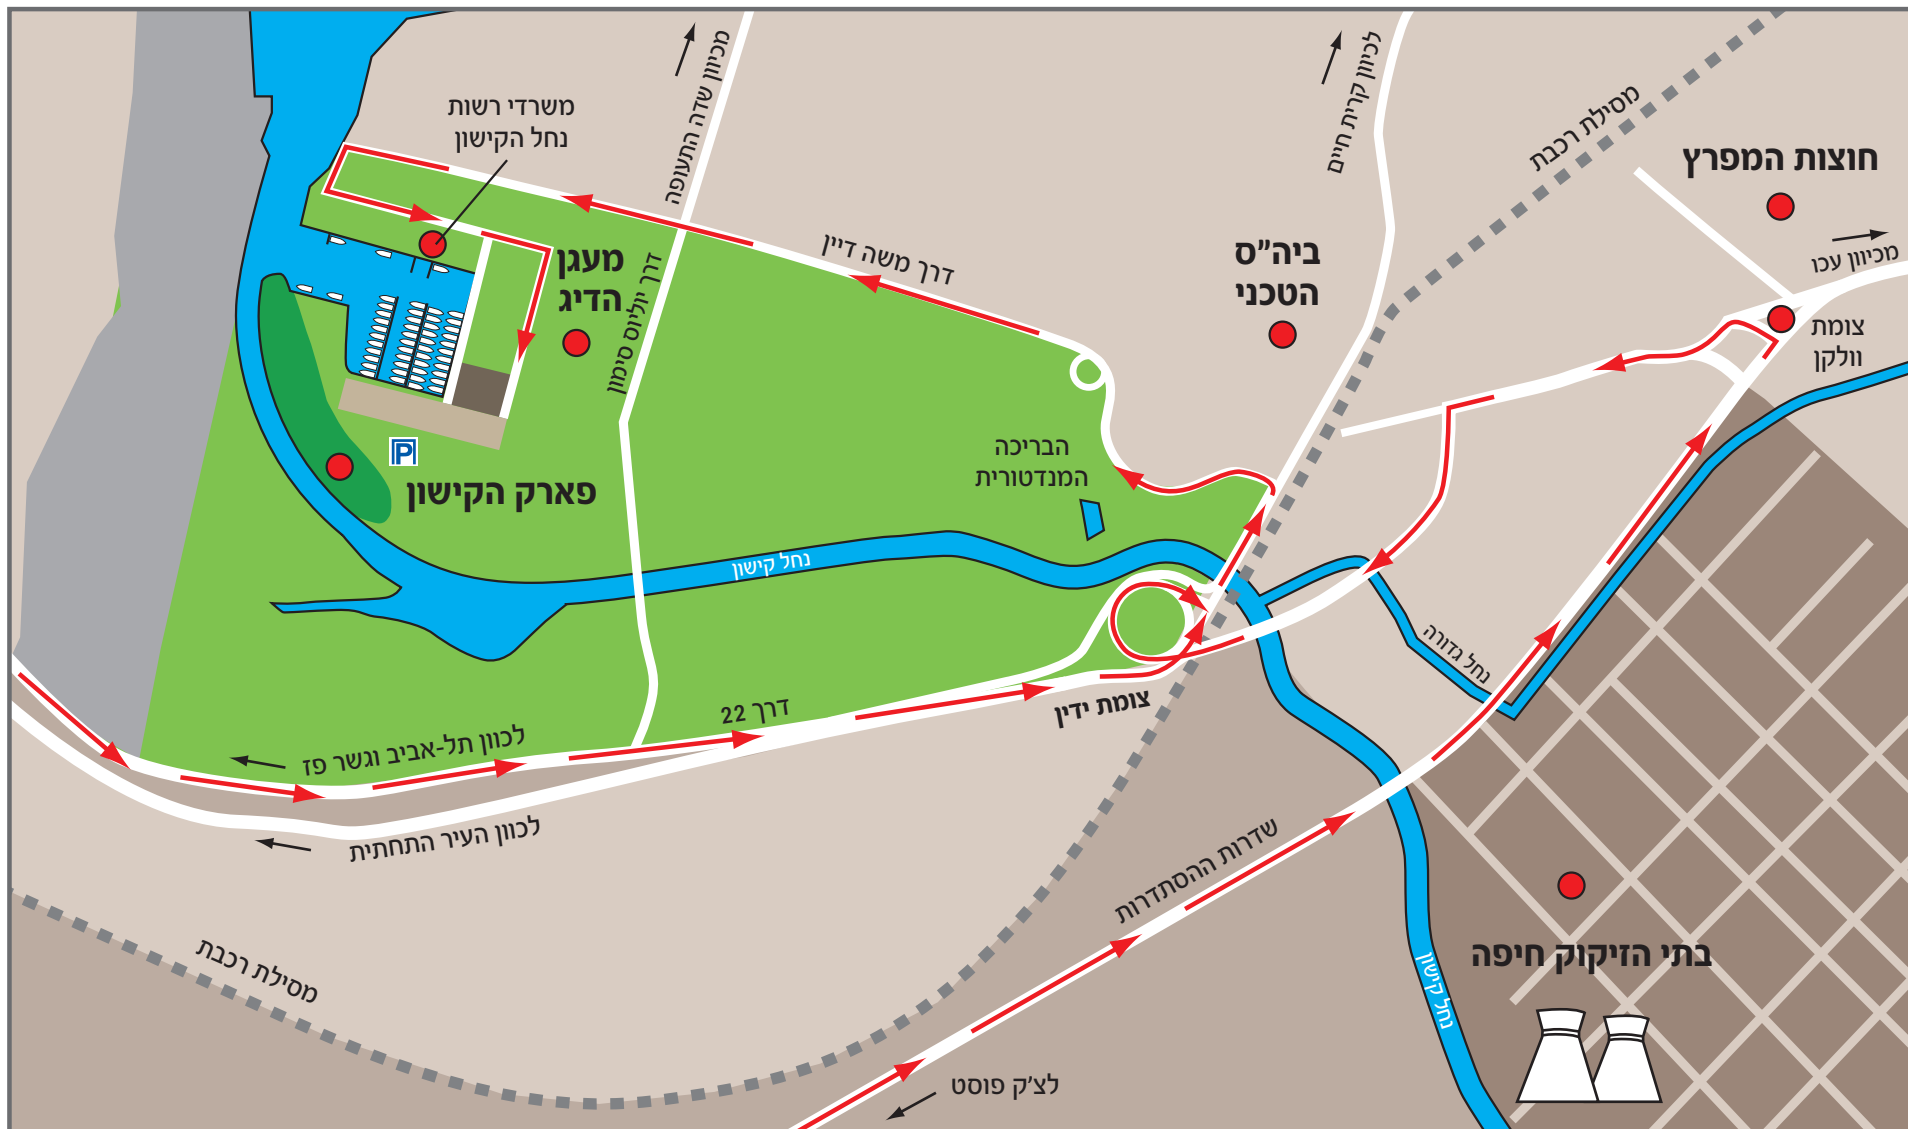 משרדי רשות
נחל הקישון
מכיוון שדה התעופה
לכיוון קרית חיים
מסילת רכבת
חוצות המפרץ
מכיוון עכו
צומת
וולקן
ביה"ס
הטכני
דרך משה דיין
מעגן
הדיג
דרך יוליוס סימון
הבריכה
המנדטורית
P
פארק הקישון
נחל קישון
נחל גדורה
צומת ידין
דרך 22
לכוון תל-אביב וגשר פז
לכוון העיר התחתית
שדרות ההסתדרות
מסילת רכבת
בתי הזיקוק חיפה
נחל קישון
לצ'ק פוסט